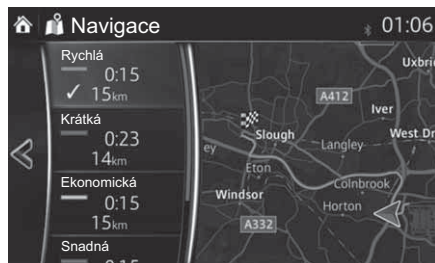 Navigace
01:06
Rychlá
0:15
15km
Krátká
0:23
14km
Ekonomická
0:15
15km
Snadná
Uxbri
A412
Iver
Slough
West Dr
Langley
ey
Eton
Colnbrook
Windsor
Horton
A332